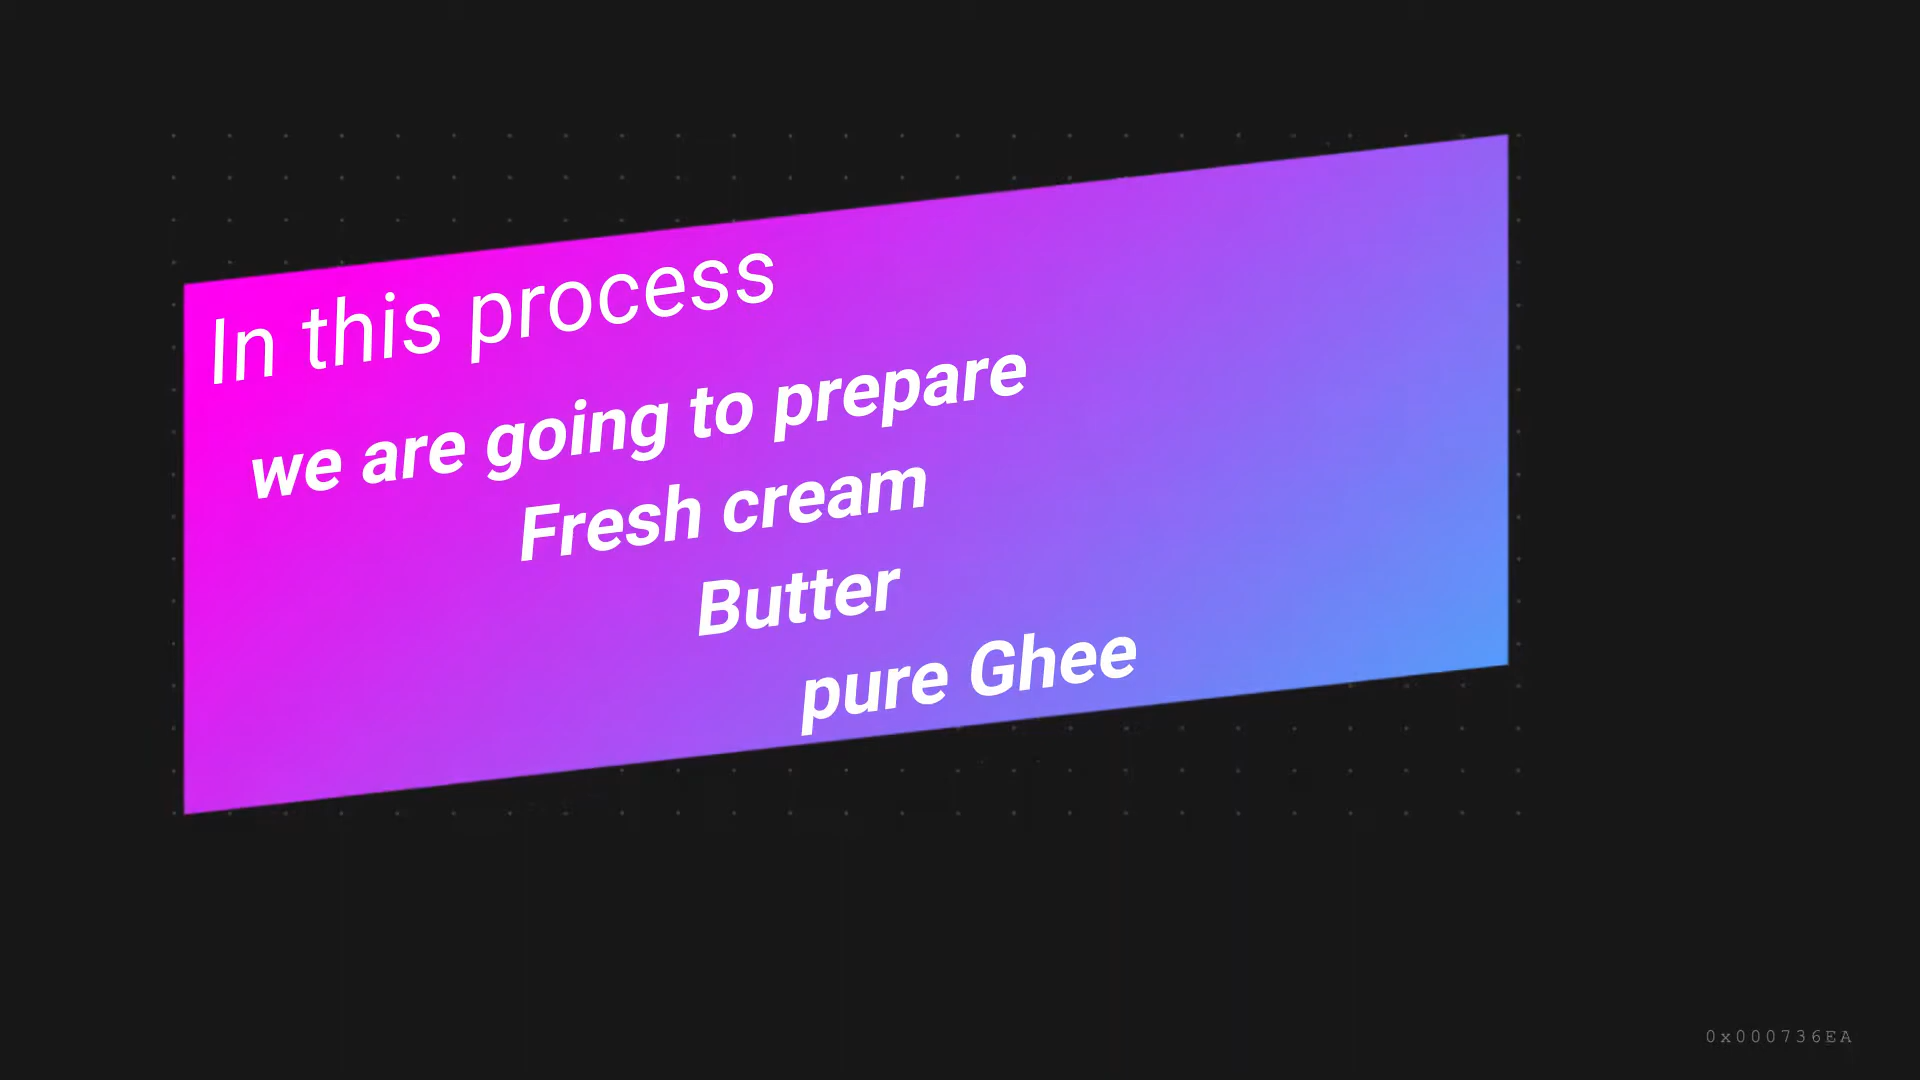 In this process
we are going to prepare
Fresh cream
Butter
pure Ghee
0x000736EA